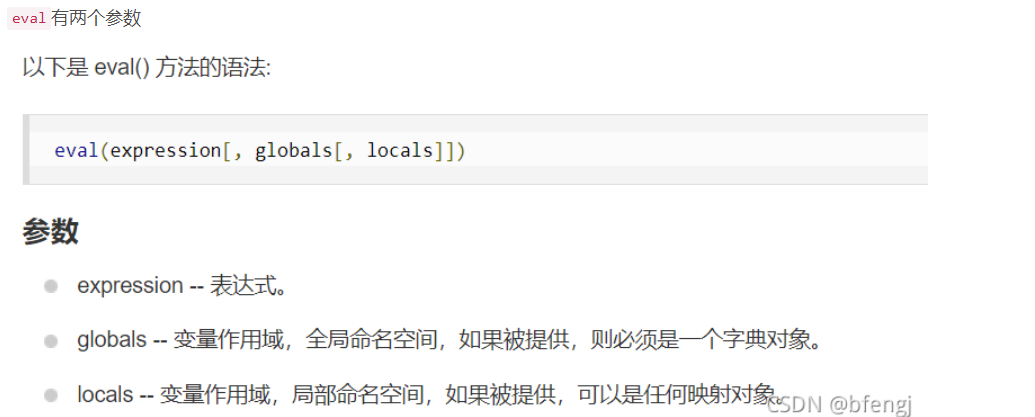 eval有两个参数
以下是 eval() 方法的语法:
eval(expression[, globals[, locals]])
参数
expression -- 表达式。
globals -- 变量作用域，全局命名空间，如果被提供，则必须是一个字典对象。
locals -- 变量作用域，局部命名空间，如果被提供，可以是任何映射对象。
CSDN @bfengj